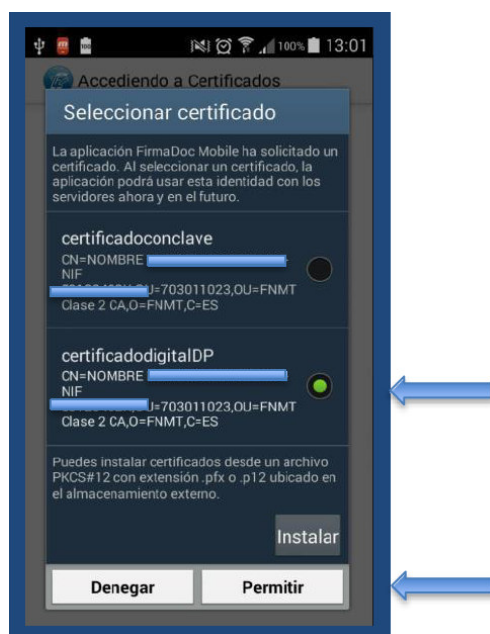 100% 13:01
Accediendo a Certificados
Seleccionar certificado
La aplicación FirmaDoc Mobile ha solicitado un
certificado. Al seleccionar un certificado, la
aplicación podrá usar esta identidad con los
servidores ahora y en el futuro.
certificadoconclave
CN=NOMBRE
NIF
J=703011023,OU=FNMT
Clase 2 CA,O=FNMT,C=ES
certificadodigitalDP
CN=NOMBRE
NIF
J=703011023,OU=FNMT
Clase 2 CA,O=FNMT,C=ES
Puedes instalar certificados desde un archivo
PKCS#12 con extensión .pfx o .p12 ubicado en
el almacenamiento externo.
Instalar
Denegar Permitir